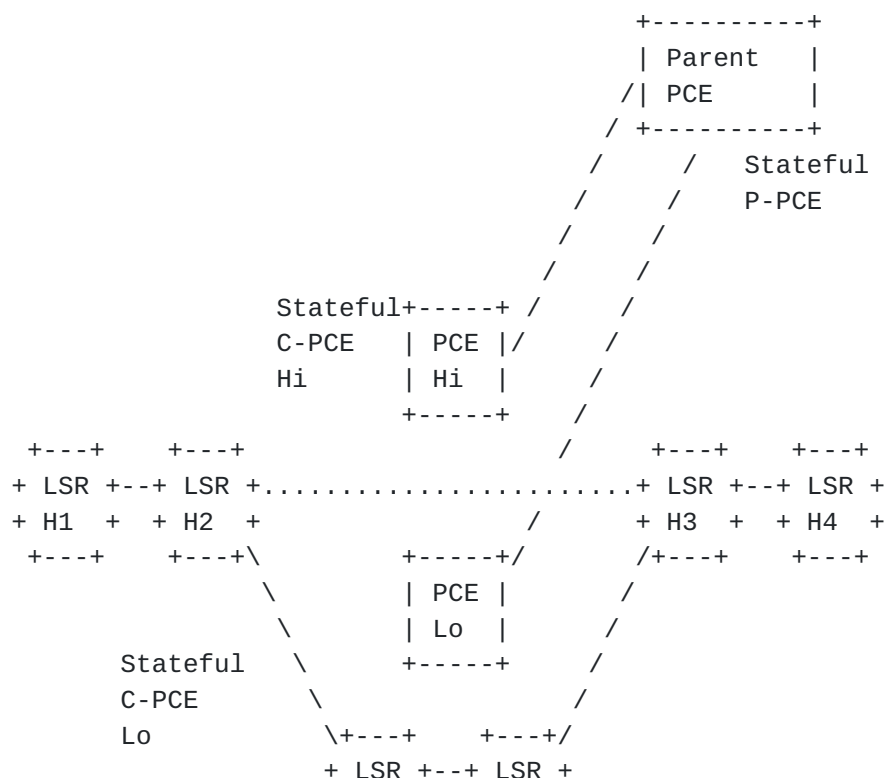 Parent
PCE
Stateful
P-PCE
Stateful
C-PCE PCE
Hi Hi
LSR LSR LSR LSR
H1 H2 H3 H4
PCE
Lo
Stateful
C-PCE
Lo
LSR LSR